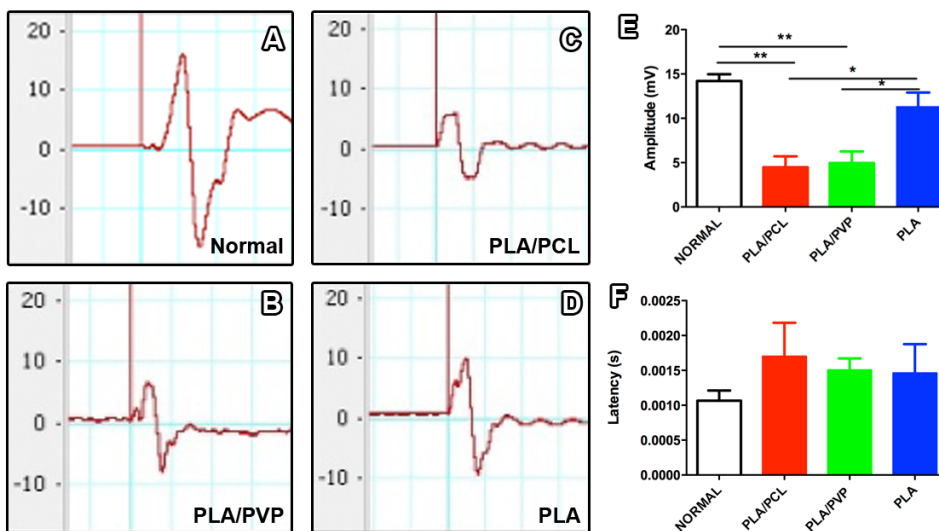 A
20
10
0
-10
Normal
C
20
10
0
-10
PLA/PCL
B
20
10
0
-10
PLA/PVP
D
20
10
0
-10
PLA
E
Amplitude (mV)
20
15
10
5
0
**
**
*
*
NORMAL
PLA/PCL
PLA/PVP
PLA
F
Latency (s)
0.0025
0.0020
0.0015
0.0010
0.0005
0.0000
NORMAL
PLA/PCL
PLA/PVP
PLA